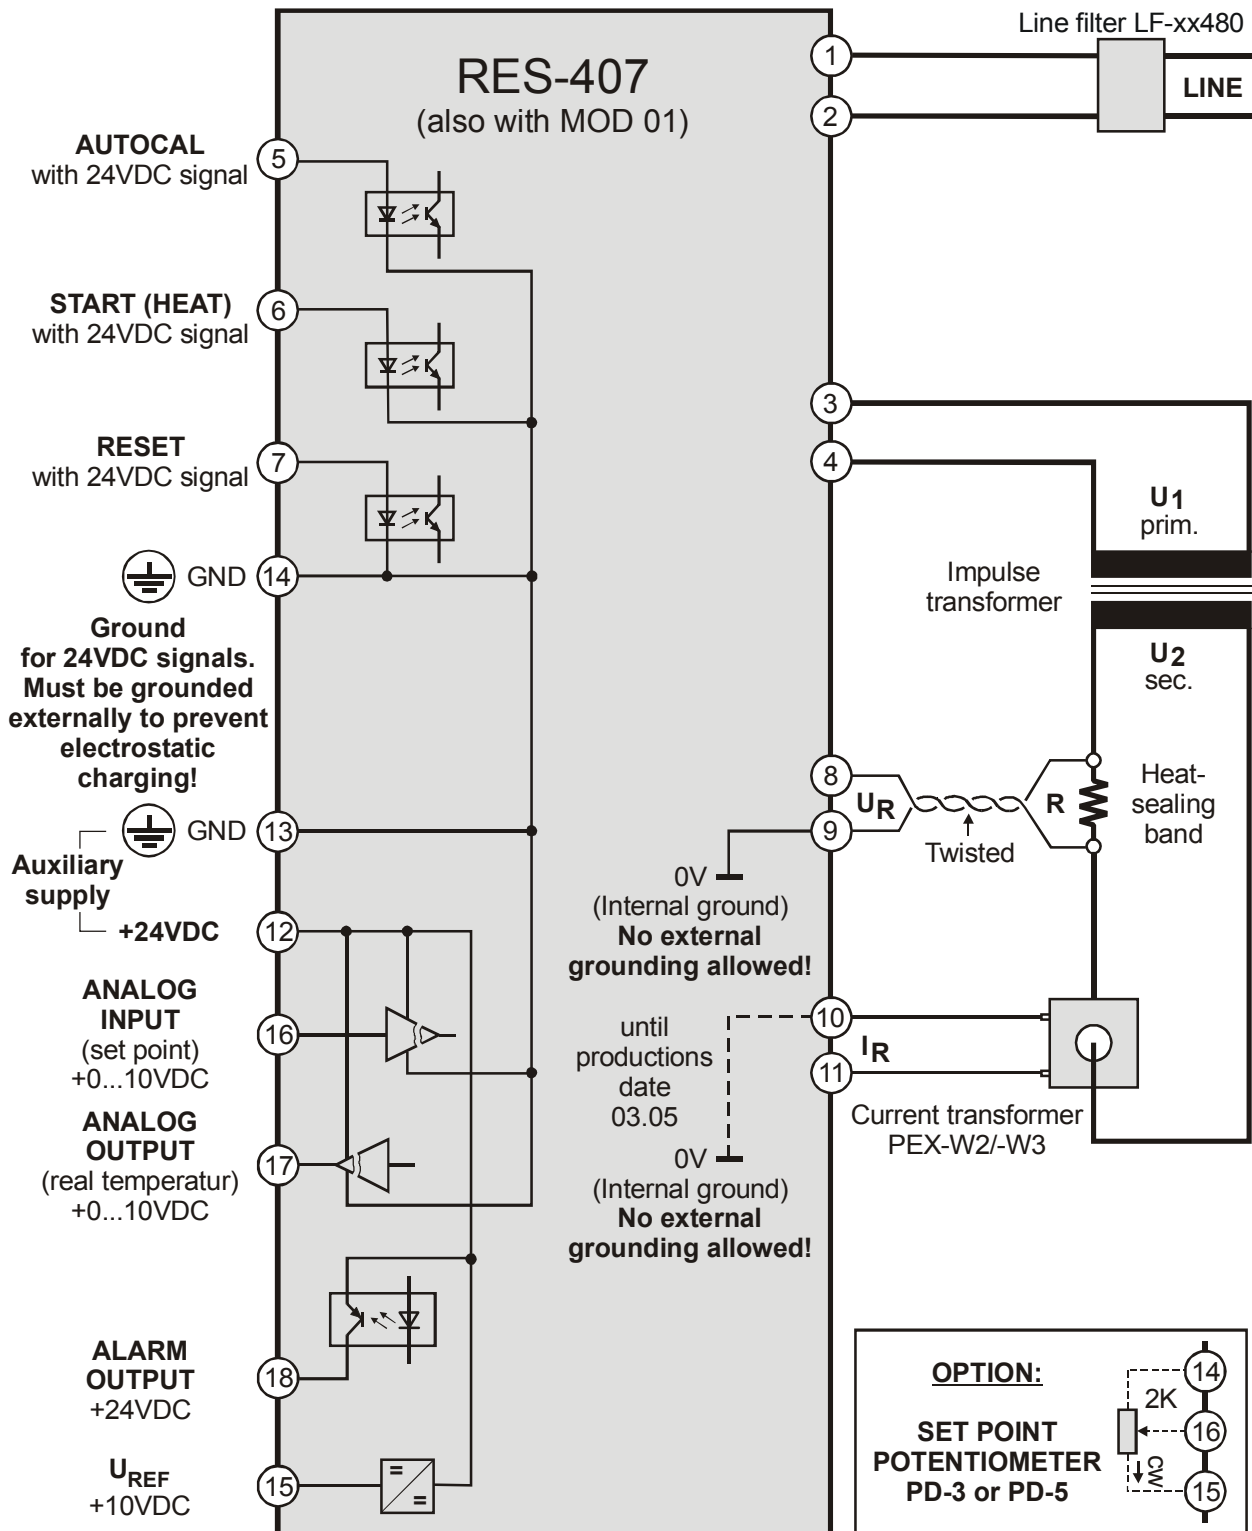 Line filter LF-xx480
LINE
RES-407
(also with MOD 01)
1
2
AUTOCAL
with 24VDC signal
5
START (HEAT)
with 24VDC signal
6
RESET
with 24VDC signal
7
GND
14
Ground
for 24VDC signals.
Must be grounded
externally to prevent
electrostatic
charging!
GND
13
Auxiliary
supply
+24VDC
12
ANALOG
INPUT
(set point)
+0...10VDC
16
ANALOG
OUTPUT
(real temperatur)
+0...10VDC
17
ALARM
OUTPUT
+24VDC
18
UREF
+10VDC
15
3
4
U1
prim.
Impulse
transformer
U2
sec.
8
9
UR
R
Twisted
Heat-
sealing
band
0V
(Internal ground)
No external
grounding allowed!
10
11
IR
until
productions
date
03.05
0V
(Internal ground)
No external
grounding allowed!
Current transformer
PEX-W2/-W3
OPTION:
SET POINT
POTENTIOMETER
PD-3 or PD-5
2K
CW
14
16
15